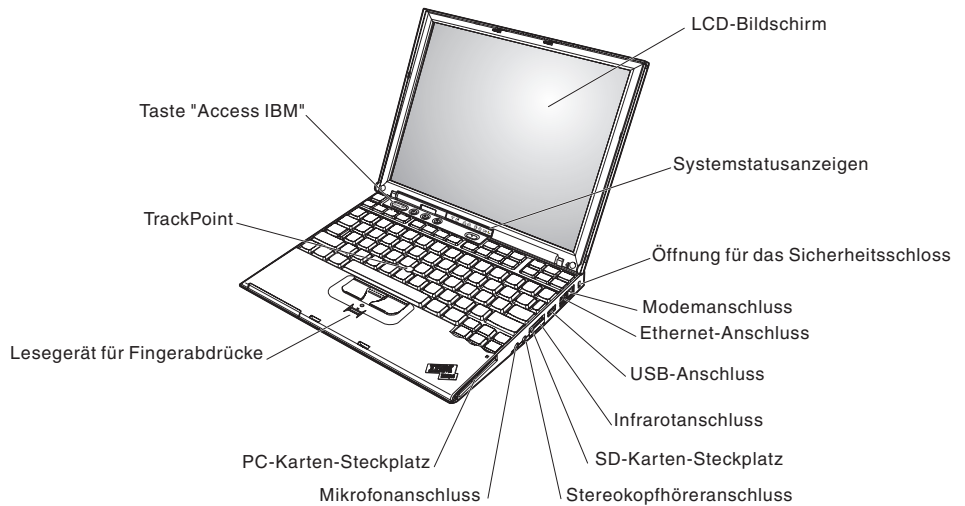 LCD-Bildschirm
Taste "Access IBM"
Systemstatusanzeigen
TrackPoint
Öffnung für das Sicherheitsschloss
Modemanschluss
Ethernet-Anschluss
Lesegerät für Fingerabdrücke
USB-Anschluss
Infrarotanschluss
PC-Karten-Steckplatz
SD-Karten-Steckplatz
Mikrofonanschluss
Stereokopfhöreranschluss